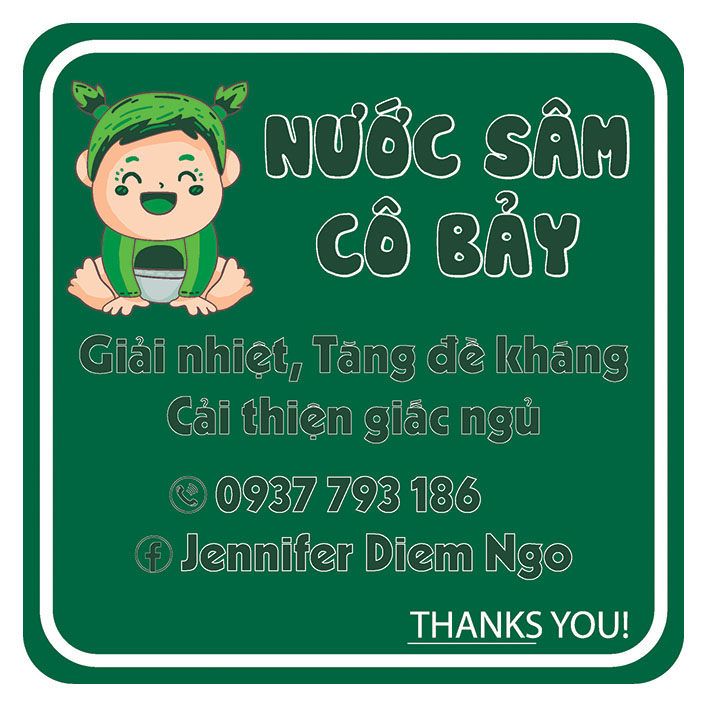 NƯỚC SÂM
CÔ BẢY
Giải nhiệt, Tăng đề kháng
Cải thiện giấc ngủ
0937 793 186
Jennifer Diem Ngo
THANKS YOU!